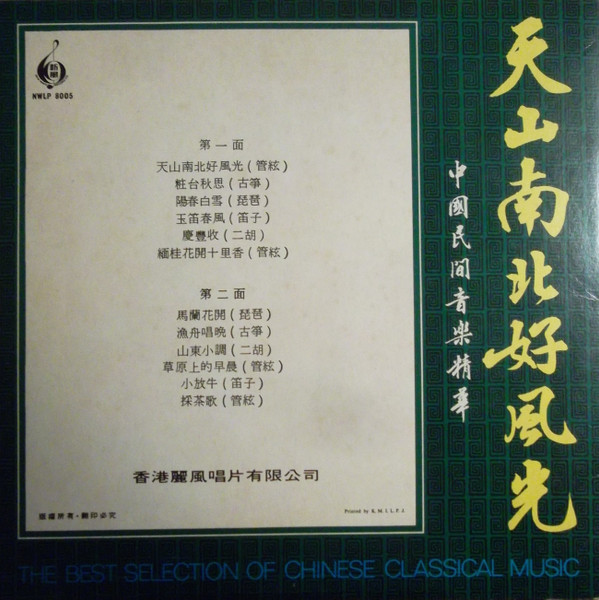 新風
NWLP 8005
第一面
天山南北好風光(管絃)
粧台秋思(古箏)
陽春白雪(琵琶)
玉笛春風(笛子)
慶豐收(二胡)
緬桂花開十里香(管絃)
第二面
馬蘭花開(琵琶)
漁舟唱晚(古箏)
山東小調(二胡)
草原上的早晨(管絃)
小放牛(笛子)
採茶歌(管絃)
香港麗風唱片有限公司
版權所有・翻印必究
Printed by
天山南北好風光
中國民間音樂精華
THE BEST SELECTION OF CHINESE CLASSICAL MUSIC